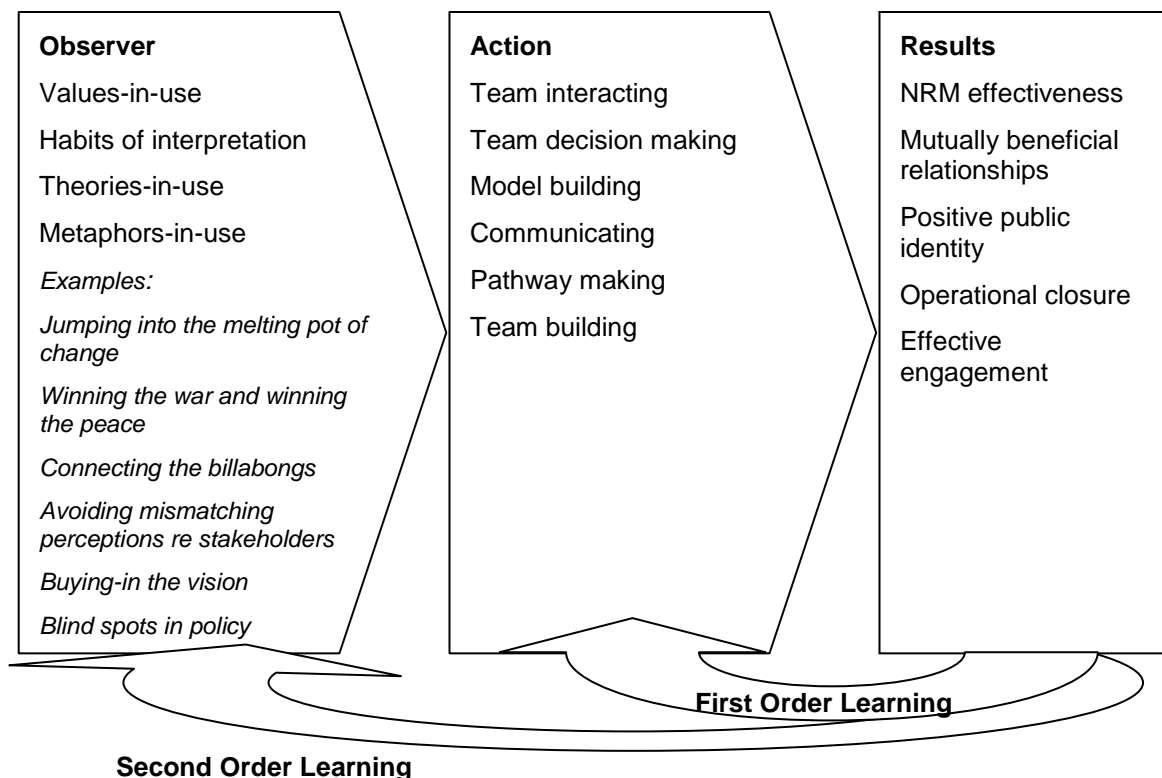 Observer
Values-in-use
Habits of interpretation
Theories-in-use
Metaphors-in-use
Examples:
Jumping into the melting pot of
change
Winning the war and winning
the peace
Connecting the billabongs
Avoiding mismatching
perceptions re stakeholders
Buying-in the vision
Blind spots in policy
Action
Team interacting
Team decision making
Model building
Communicating
Pathway making
Team building
Results
NRM effectiveness
Mutually beneficial
relationships
Positive public
identity
Operational closure
Effective
engagement
First Order Learning
Second Order Learning